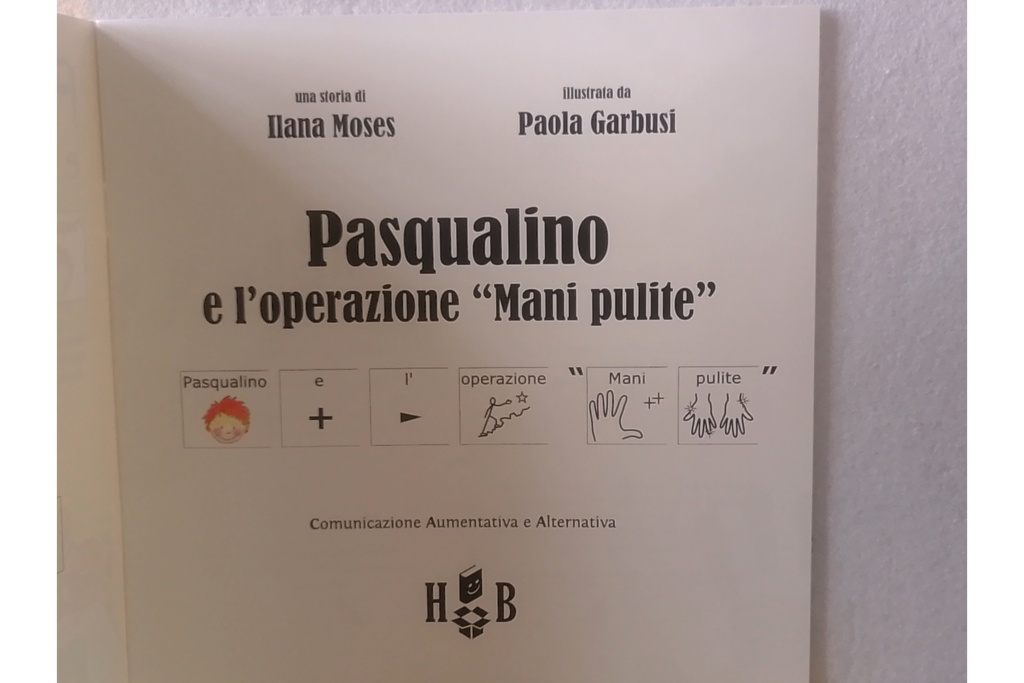 una storia di
Ilana Moses
illustrata da
Paola Garbusi
Pasqualino
e l'operazione “Mani pulite”
Pasqualino e l' operazione " Mani pulite "
Comunicazione Aumentativa e Alternativa
H B